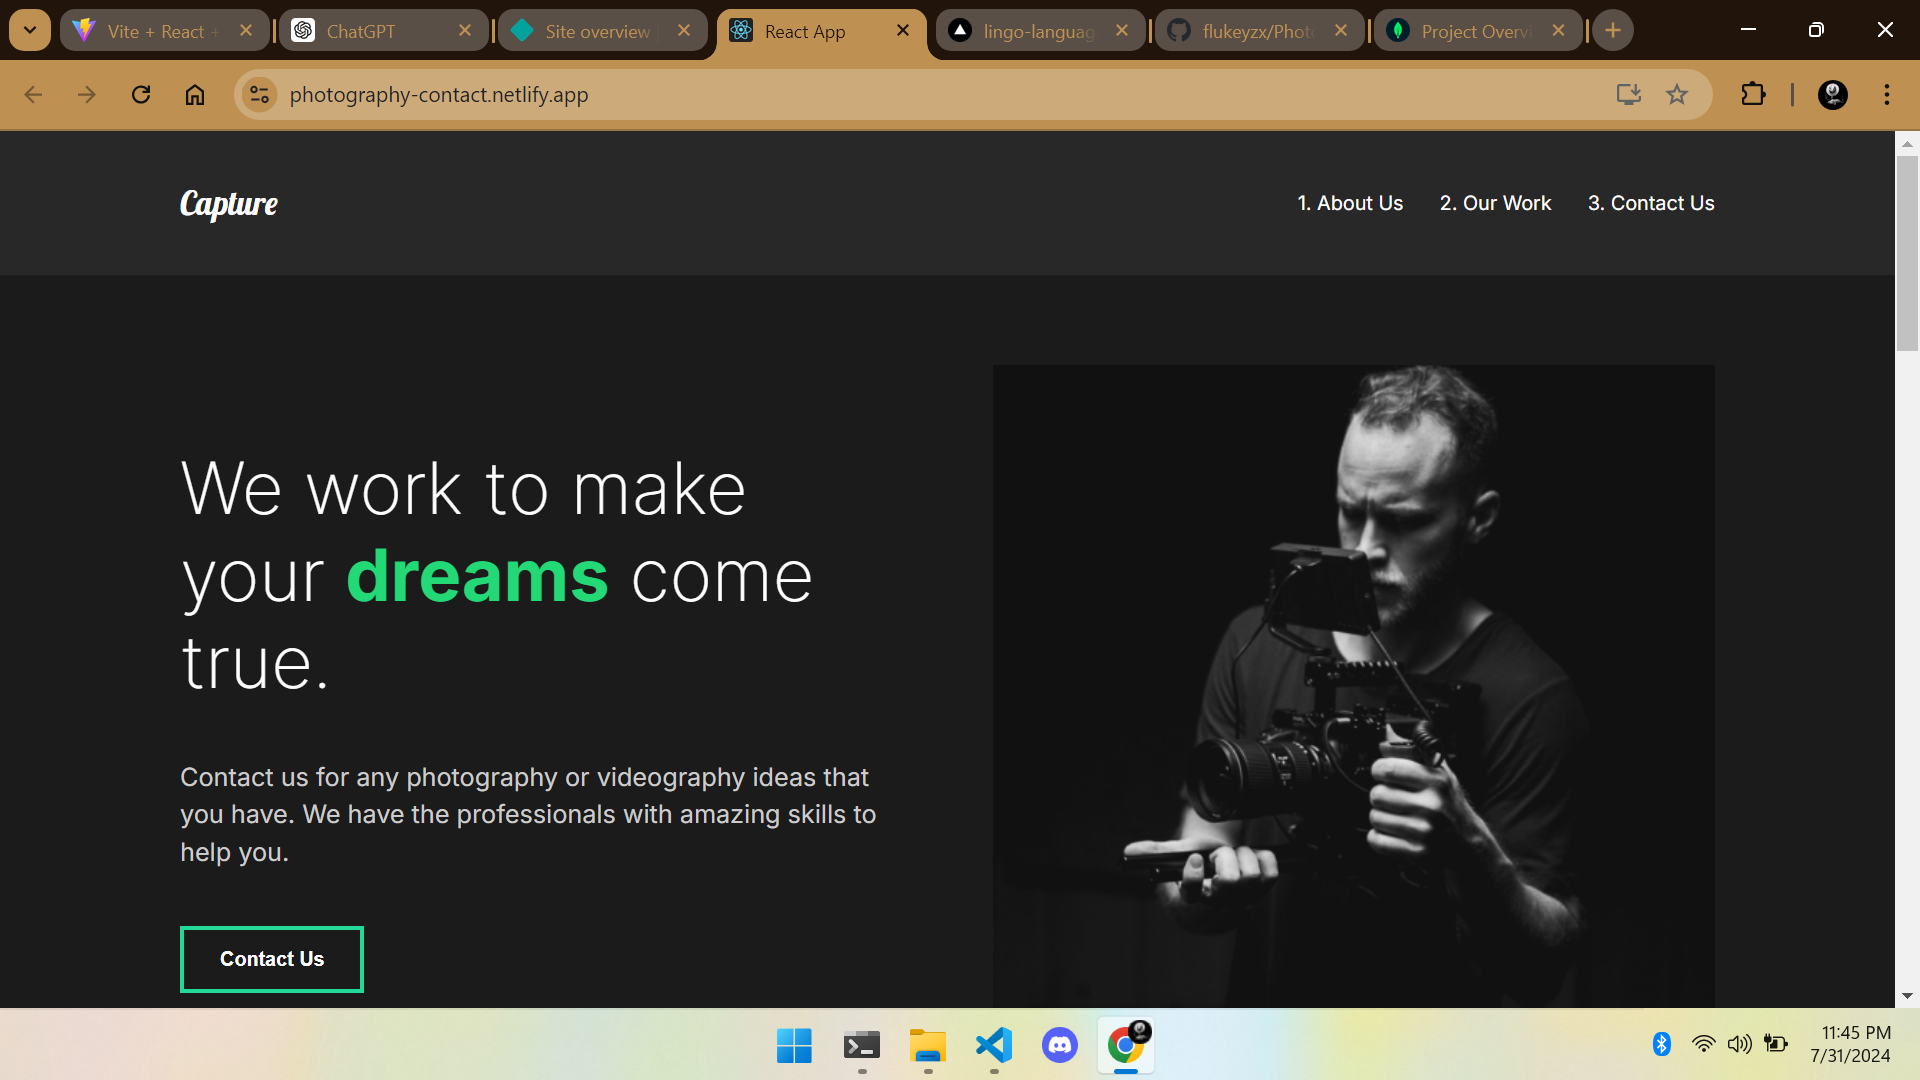 Vite + React +
ChatGPT
Site overview
React App
lingo-languag
flukeyzx/Phot
Project Overvi
photography-contact.netlify.app
Capture
1. About Us
2. Our Work
3. Contact Us
We work to make
your dreams come
true.
Contact us for any photography or videography ideas that
you have. We have the professionals with amazing skills to
help you.
Contact Us
11:45 PM
7/31/2024